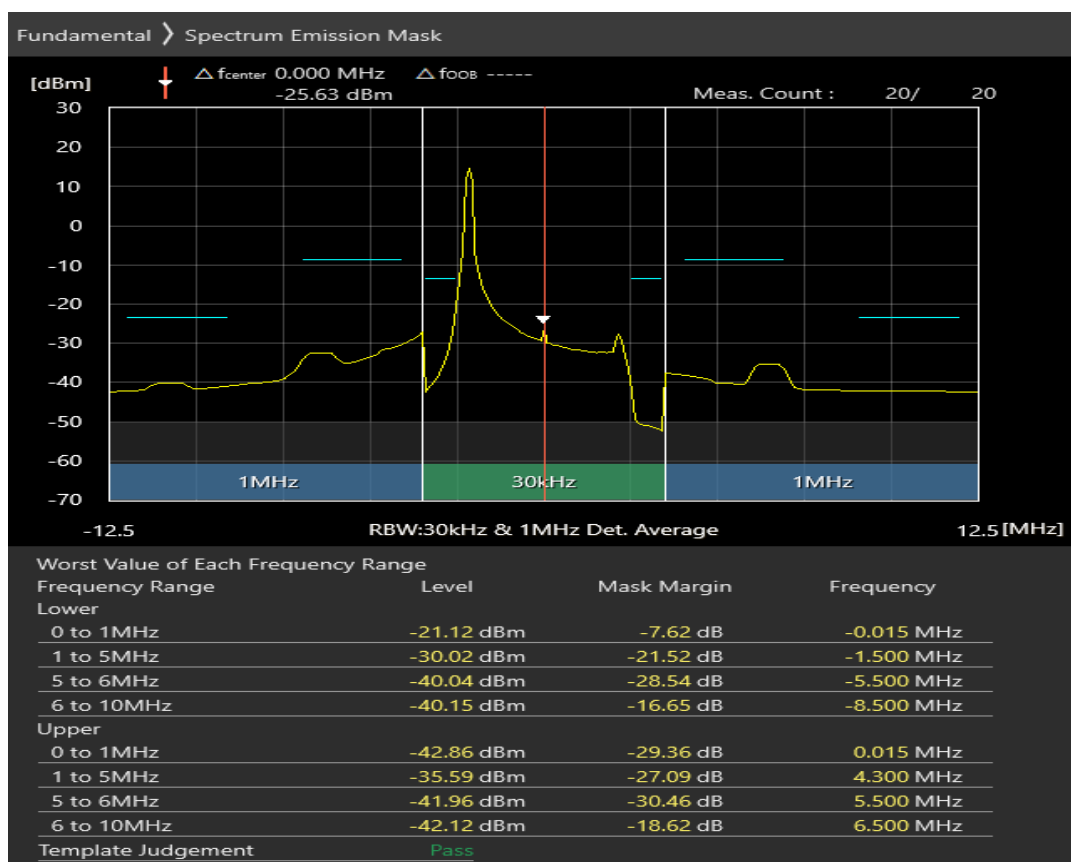 Fundamental ❯ Spectrum Emission Mask
[dBm] △ fcenter 0.000 MHz △ fOOB -----
-25.63 dBm Meas. Count : 20/ 20
30
20
10
0
-10
-20
-30
-40
-50
-60
1MHz 30kHz 1MHz
-70
-12.5 RBW:30kHz & 1MHz Det. Average 12.5 [MHz]
Worst Value of Each Frequency Range
Frequency Range Level Mask Margin Frequency
Lower
0 to 1MHz -21.12 dBm -7.62 dB -0.015 MHz
1 to 5MHz -30.02 dBm -21.52 dB -1.500 MHz
5 to 6MHz -40.04 dBm -28.54 dB -5.500 MHz
6 to 10MHz -40.15 dBm -16.65 dB -8.500 MHz
Upper
0 to 1MHz -42.86 dBm -29.36 dB 0.015 MHz
1 to 5MHz -35.59 dBm -27.09 dB 4.300 MHz
5 to 6MHz -41.96 dBm -30.46 dB 5.500 MHz
6 to 10MHz -42.12 dBm -18.62 dB 6.500 MHz
Template Judgement Pass